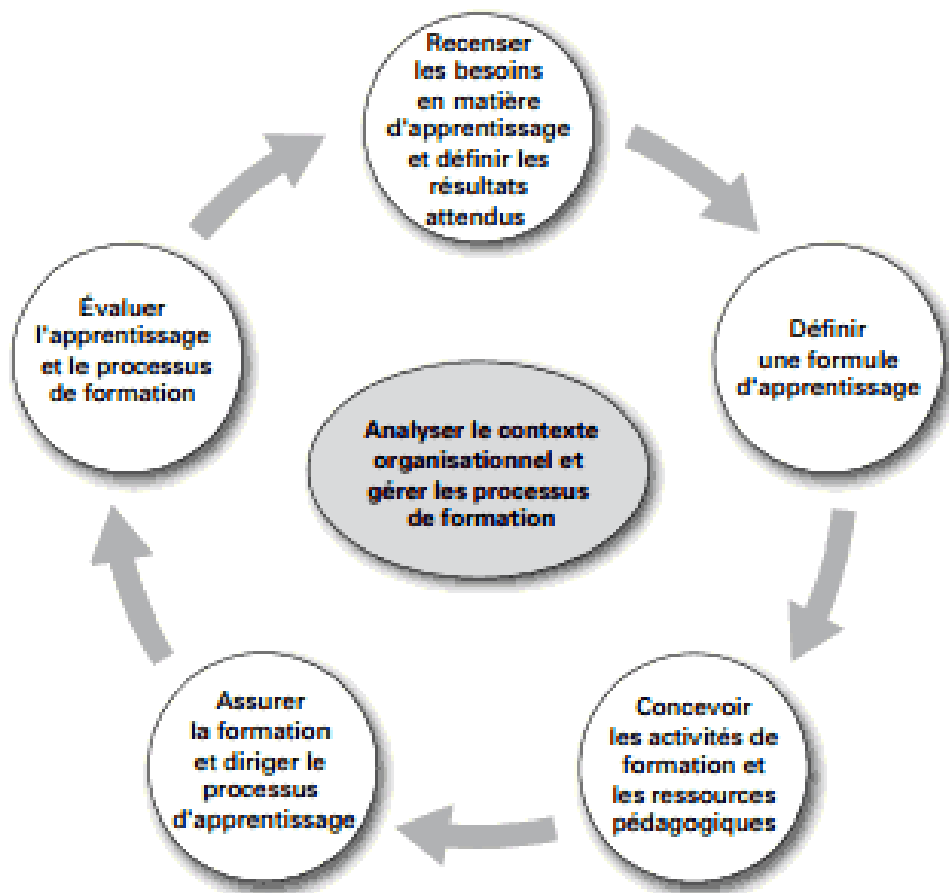 Recenser
les besoins
en matière
d'apprentissage
et définir les
résultats
attendus
Définir
une formule
d'apprentissage
Concevoir
les activités de
formation et
les ressources
pédagogiques
Assurer
la formation
et diriger le
processus
d'apprentissage
Évaluer
l'apprentissage
et le processus
de formation
Analyser le contexte
organisationnel et
gérer les processus
de formation